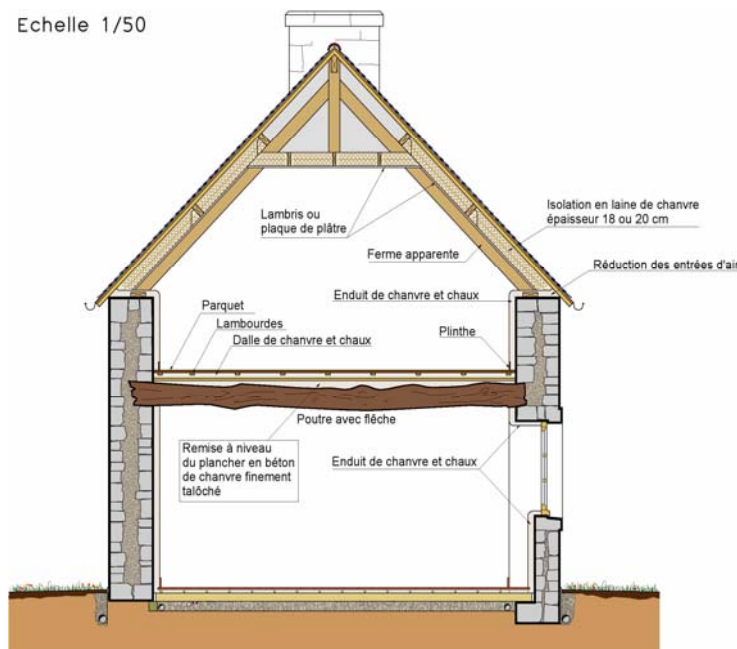 Echelle 1/50
Lambris ou
plaque de plâtre
Isolation en laine de chanvre
épaisseur 18 ou 20 cm
Ferme apparente
Réduction des entrées d'air
Enduit de chanvre et chaux
Parquet
Lambourdes
Dalle de chanvre et chaux
Plinthe
Poutre avec flêche
Remise à niveau
du plancher en béton
de chanvre finement
talôché
Enduit de chanvre et chaux